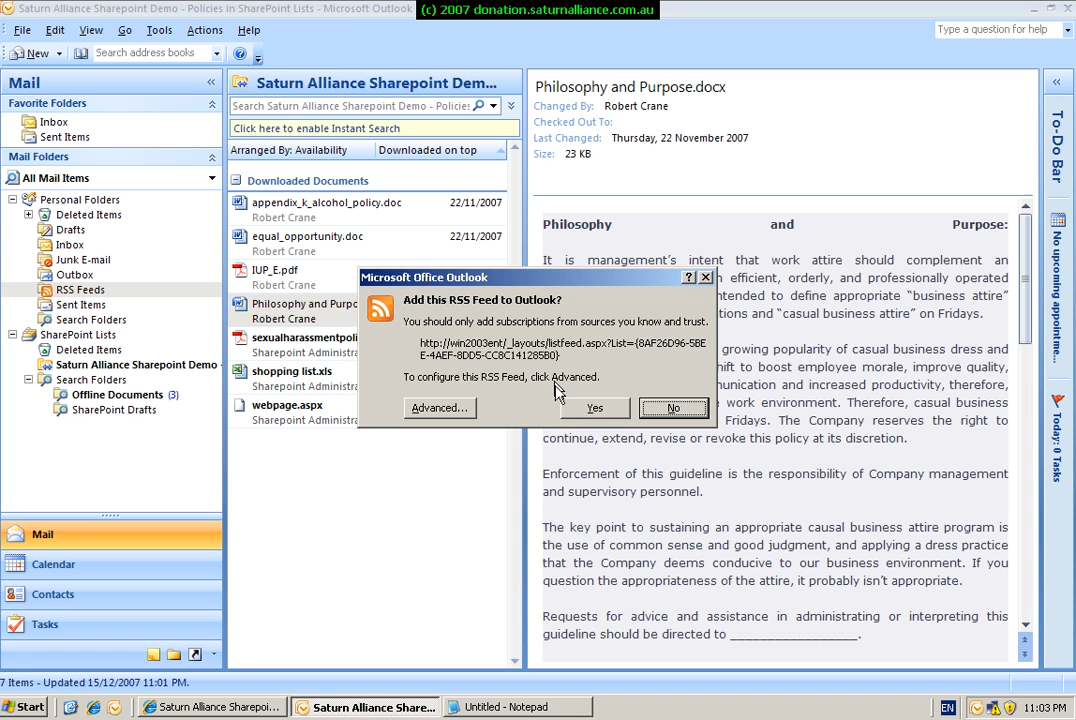 Saturn Alliance Sharepoint Demo - Policies in SharePoint Lists - Microsoft Outlook
(c) 2007 donation.saturnalliance.com.au
File Edit View Go Tools Actions Help
Type a question for help
New
Search address books
Mail
Favorite Folders
Inbox
Sent Items
Mail Folders
All Mail Items
Personal Folders
Deleted Items
Drafts
Inbox
Junk E-mail
Outbox
RSS Feeds
Sent Items
Search Folders
SharePoint Lists
Deleted Items
Saturn Alliance Sharepoint Demo
Search Folders
Offline Documents (3)
SharePoint Drafts
Mail
Calendar
Contacts
Tasks
Saturn Alliance Sharepoint Dem...
Search Saturn Alliance Sharepoint Demo - Policies
Click here to enable Instant Search
Arranged By: Availability
Downloaded on top
Downloaded Documents
appendix_k_alcohol_policy.doc 22/11/2007
Robert Crane
equal_opportunity.doc 22/11/2007
Robert Crane
IUP_E.pdf
Robert Crane
Philosophy and Purpo
Robert Crane
sexualharassmentpoli
SharePoint Administra
shopping list.xls
SharePoint Administra
webpage.aspx
SharePoint Administra
Microsoft Office Outlook
Add this RSS Feed to Outlook?
You should only add subscriptions from sources you know and trust.
http://win2003ent/_layouts/listfeed.aspx?List={8AF26D96-5BE
E-4AEF-8DD5-CC8C141285B0}
To configure this RSS Feed, click Advanced.
Advanced...
Yes
No
Philosophy and Purpose.docx
Changed By: Robert Crane
Checked Out To:
Last Changed: Thursday, 22 November 2007
Size: 23 KB
Philosophy and Purpose:
It is management’s intent that work attire should complement an
efficient, orderly, and professionally operated
ntended to define appropriate “business attire”
tions and “casual business attire” on Fridays.
growing popularity of casual business dress and
hift to boost employee morale, improve quality,
munication and increased productivity, therefore,
work environment. Therefore, casual business
Fridays. The Company reserves the right to
continue, extend, revise or revoke this policy at its discretion.
Enforcement of this guideline is the responsibility of Company management
and supervisory personnel.
The key point to sustaining an appropriate casual business attire program is
the use of common sense and good judgment, and applying a dress practice
that the Company deems conducive to our business environment. If you
question the appropriateness of the attire, it probably isn’t appropriate.
Requests for advice and assistance in administrating or interpreting this
guideline should be directed to __________________.
To-Do Bar
No upcoming appointme...
Today: 0 Tasks
7 Items - Updated 15/12/2007 11:01 PM.
Start
Saturn Alliance Sharepoi...
Saturn Alliance Share...
Untitled - Notepad
EN
11:03 PM